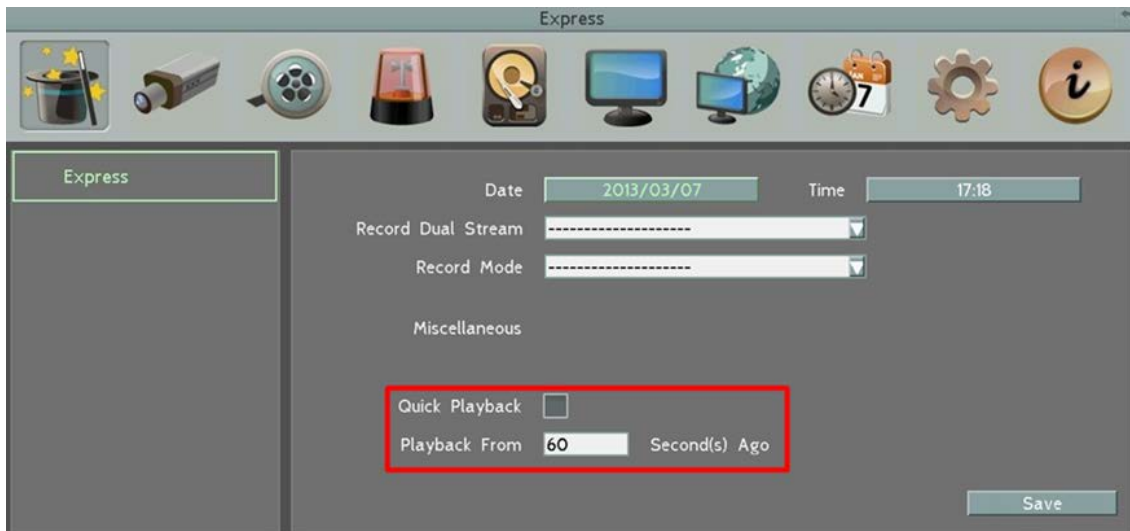 Express
7
Express
Date 2013/03/07 Time 17:18
Record Dual Stream --------------------
Record Mode --------------------
Miscellaneous
Quick Playback
Playback From 60 Second(s) Ago
Save